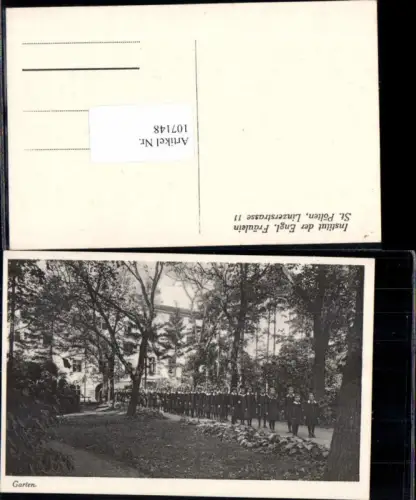 Institut der Engl. Fräulein
St. Pölten, Linzerstrasse 11
Artikel Nr.
107148
Garten.